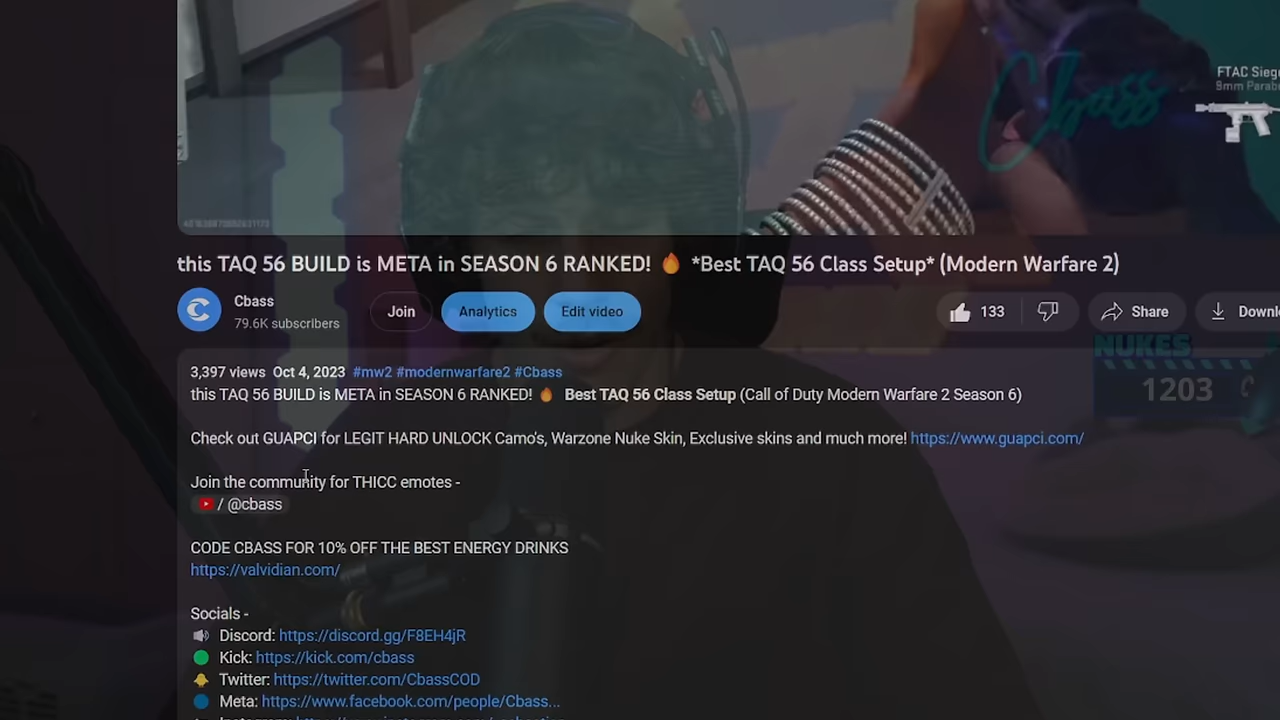 Cbass
FTAC Sieg
9mm Parabe
this TAQ 56 BUILD is META in SEASON 6 RANKED! 🔥 *Best TAQ 56 Class Setup* (Modern Warfare 2)
Cbass
79.6K subscribers
Join
Analytics
Edit video
133
Share
Downl
NUKES
1203
3,397 views Oct 4, 2023 #mw2 #modernwarfare2 #Cbass
this TAQ 56 BUILD is META in SEASON 6 RANKED! 🔥 Best TAQ 56 Class Setup (Call of Duty Modern Warfare 2 Season 6)
Check out GUAPCI for LEGIT HARD UNLOCK Camo's, Warzone Nuke Skin, Exclusive skins and much more! https://www.guapci.com/
Join the community for THICC emotes -
/ @cbass
CODE CBASS FOR 10% OFF THE BEST ENERGY DRINKS
https://valvidian.com/
Socials -
Discord: https://discord.gg/F8EH4jR
Kick: https://kick.com/cbass
Twitter: https://twitter.com/CbassCOD
Meta: https://www.facebook.com/people/Cbass...